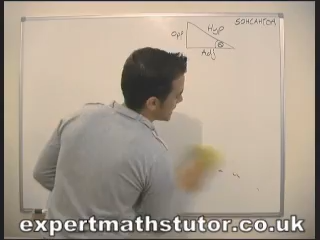 SOHCAHTOA
Opp
Hyp
θ
Adj
expertmathstutor.co.uk